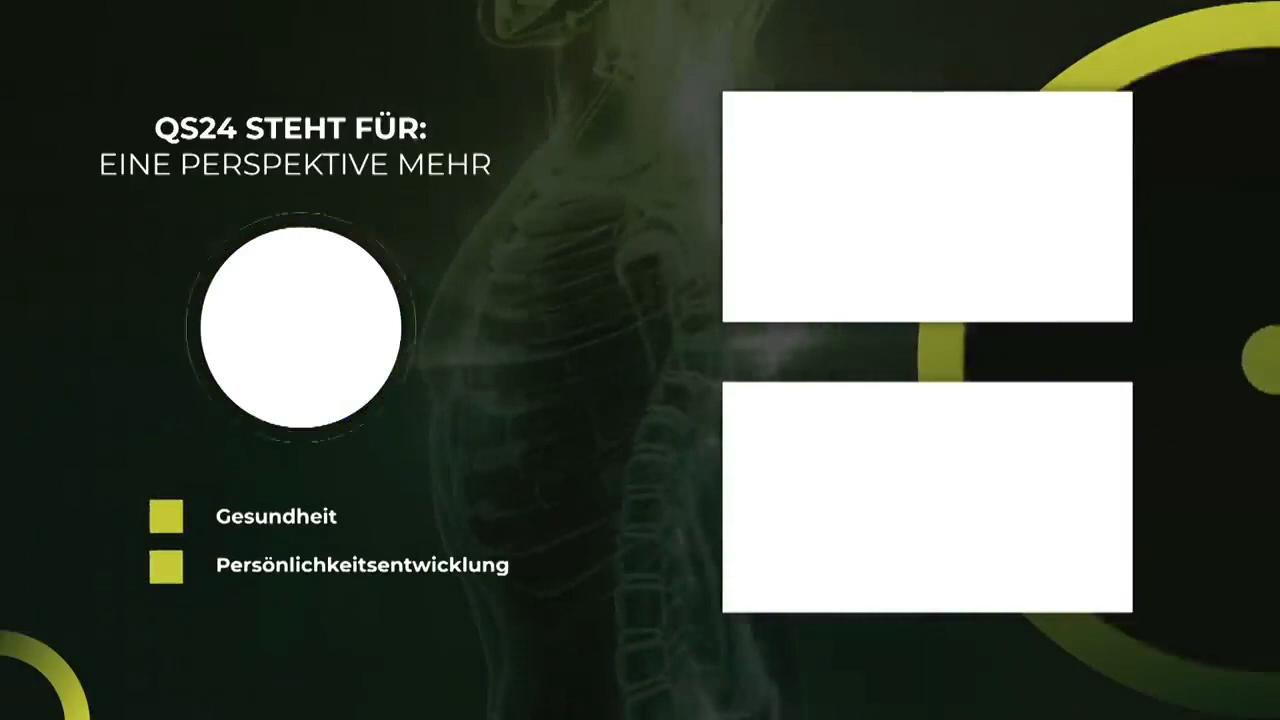 QS24 STEHT FÜR:
EINE PERSPEKTIVE MEHR
Gesundheit
Persönlichkeitsentwicklung